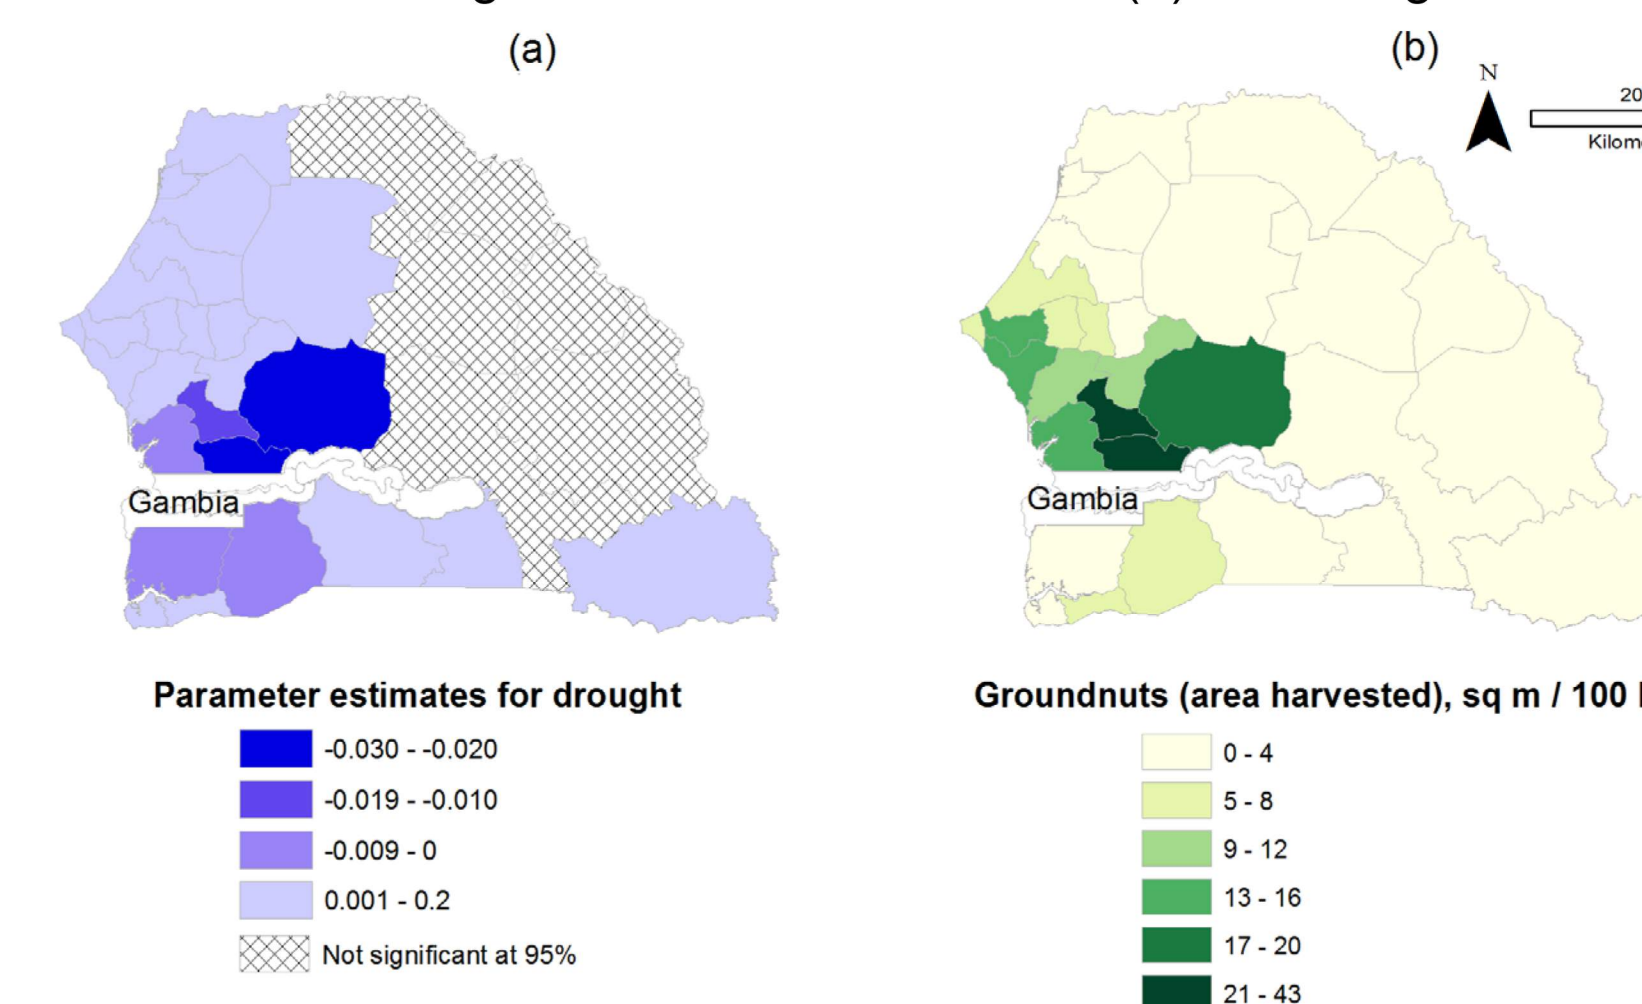 (a)
(b)
N
20
Gambia
Gambia
Parameter estimates for drought
-0.030 - -0.020
-0.019 - -0.010
-0.009 - 0
0.001 - 0.2
Not significant at 95%
Groundnuts (area harvested), sq m / 100
0 - 4
5 - 8
9 - 12
13 - 16
17 - 20
21 - 43